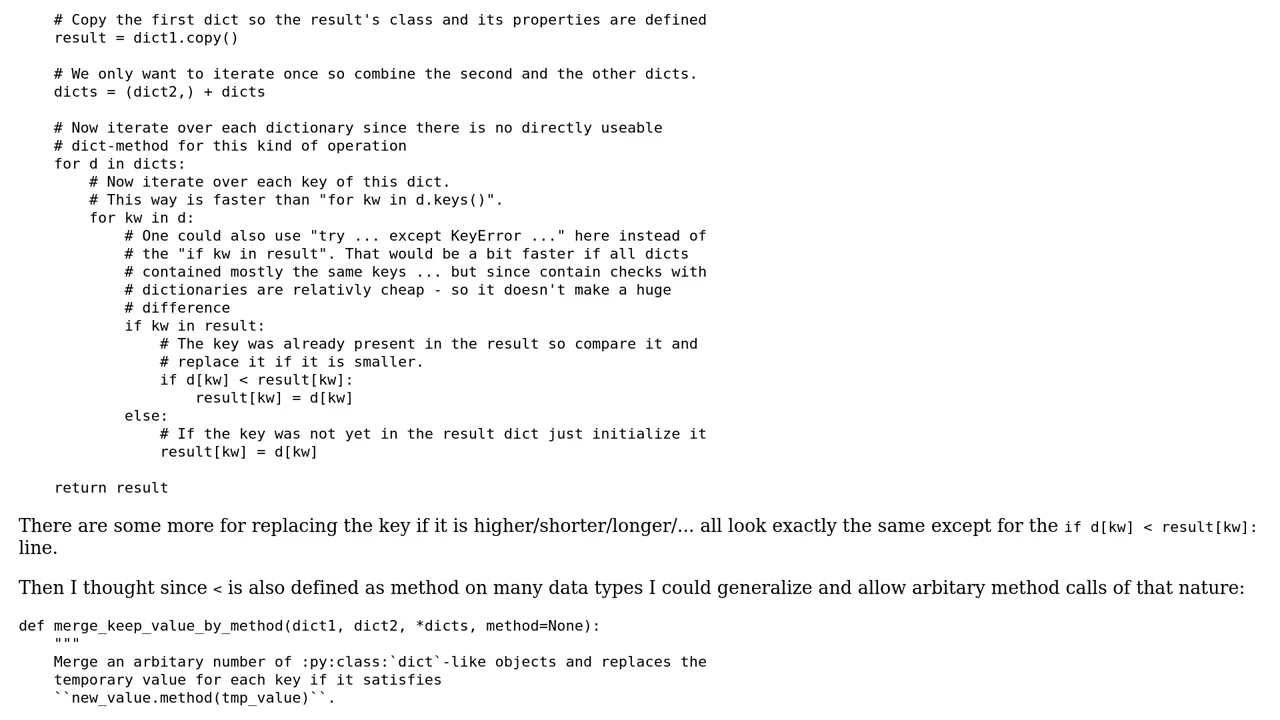 # Copy the first dict so the result's class and its properties are defined
    result = dict1.copy()

    # We only want to iterate once so combine the second and the other dicts.
    dicts = (dict2,) + dicts

    # Now iterate over each dictionary since there is no directly useable
    # dict-method for this kind of operation
    for d in dicts:
        # Now iterate over each key of this dict.
        # This way is faster than "for kw in d.keys()".
        for kw in d:
            # One could also use "try ... except KeyError ..." here instead of
            # the "if kw in result". That would be a bit faster if all dicts
            # contained mostly the same keys ... but since contain checks with
            # dictionaries are relativly cheap - so it doesn't make a huge
            # difference
            if kw in result:
                # The key was already present in the result so compare it and
                # replace it if it is smaller.
                if d[kw] < result[kw]:
                    result[kw] = d[kw]
            else:
                # If the key was not yet in the result dict just initialize it
                result[kw] = d[kw]

    return result

There are some more for replacing the key if it is higher/shorter/longer/... all look exactly the same except for the if d[kw] < result[kw]:
line.

Then I thought since < is also defined as method on many data types I could generalize and allow arbitary method calls of that nature:

def merge_keep_value_by_method(dict1, dict2, *dicts, method=None):
    """
    Merge an arbitary number of :py:class:`dict`-like objects and replaces the
    temporary value for each key if it satisfies
    ``new_value.method(tmp_value)``.